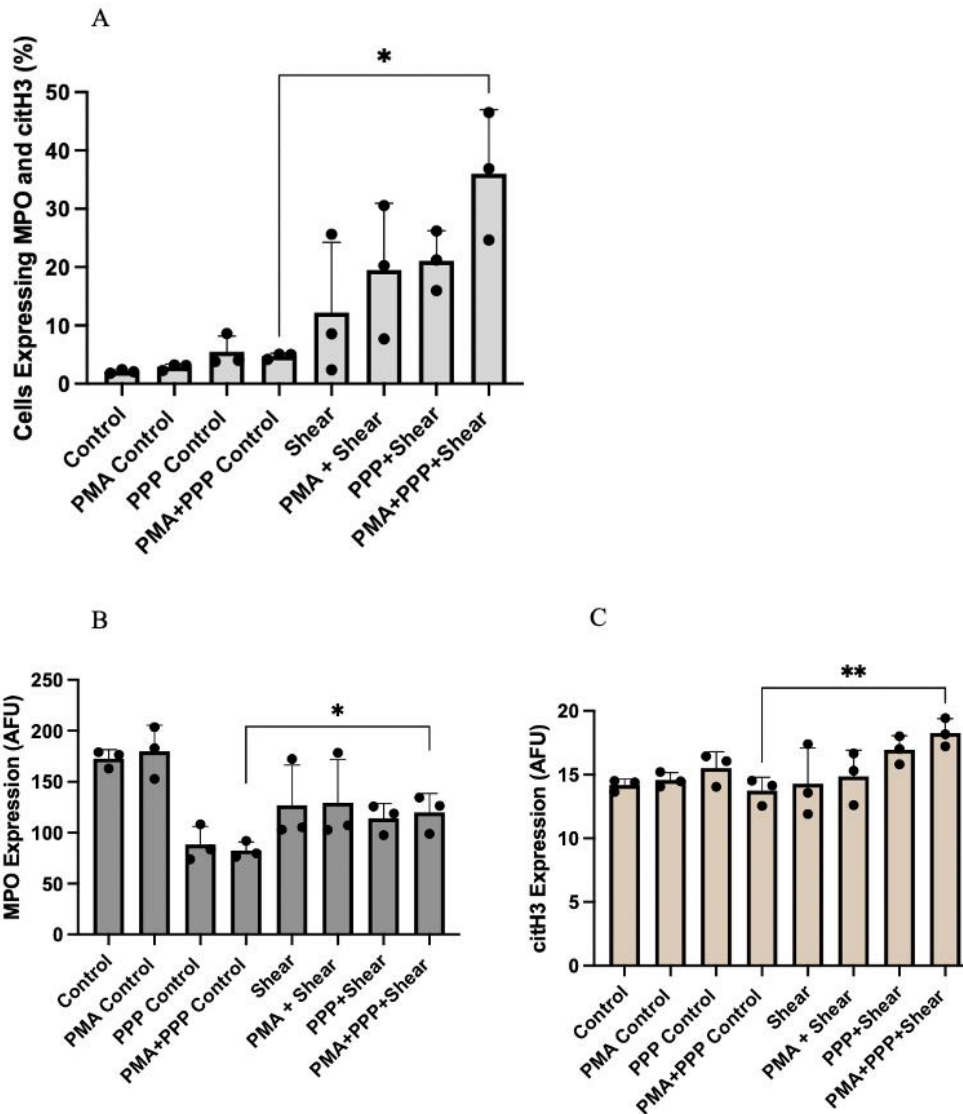 A
*
Cells Expressing MPO and citH3 (%)
50
40
30
20
10
0
Control
PMA Control
PPP Control
PMA+PPP Control
Shear
PMA + Shear
PPP+Shear
PMA+PPP+Shear
B
*
MPO Expression (AFU)
250
200
150
100
50
0
Control
PMA Control
PPP Control
PMA+PPP Control
Shear
PMA + Shear
PPP+Shear
PMA+PPP+Shear
C
**
citH3 Expression (AFU)
20
15
10
5
0
Control
PMA Control
PPP Control
PMA+PPP Control
Shear
PMA + Shear
PPP+Shear
PMA+PPP+Shear